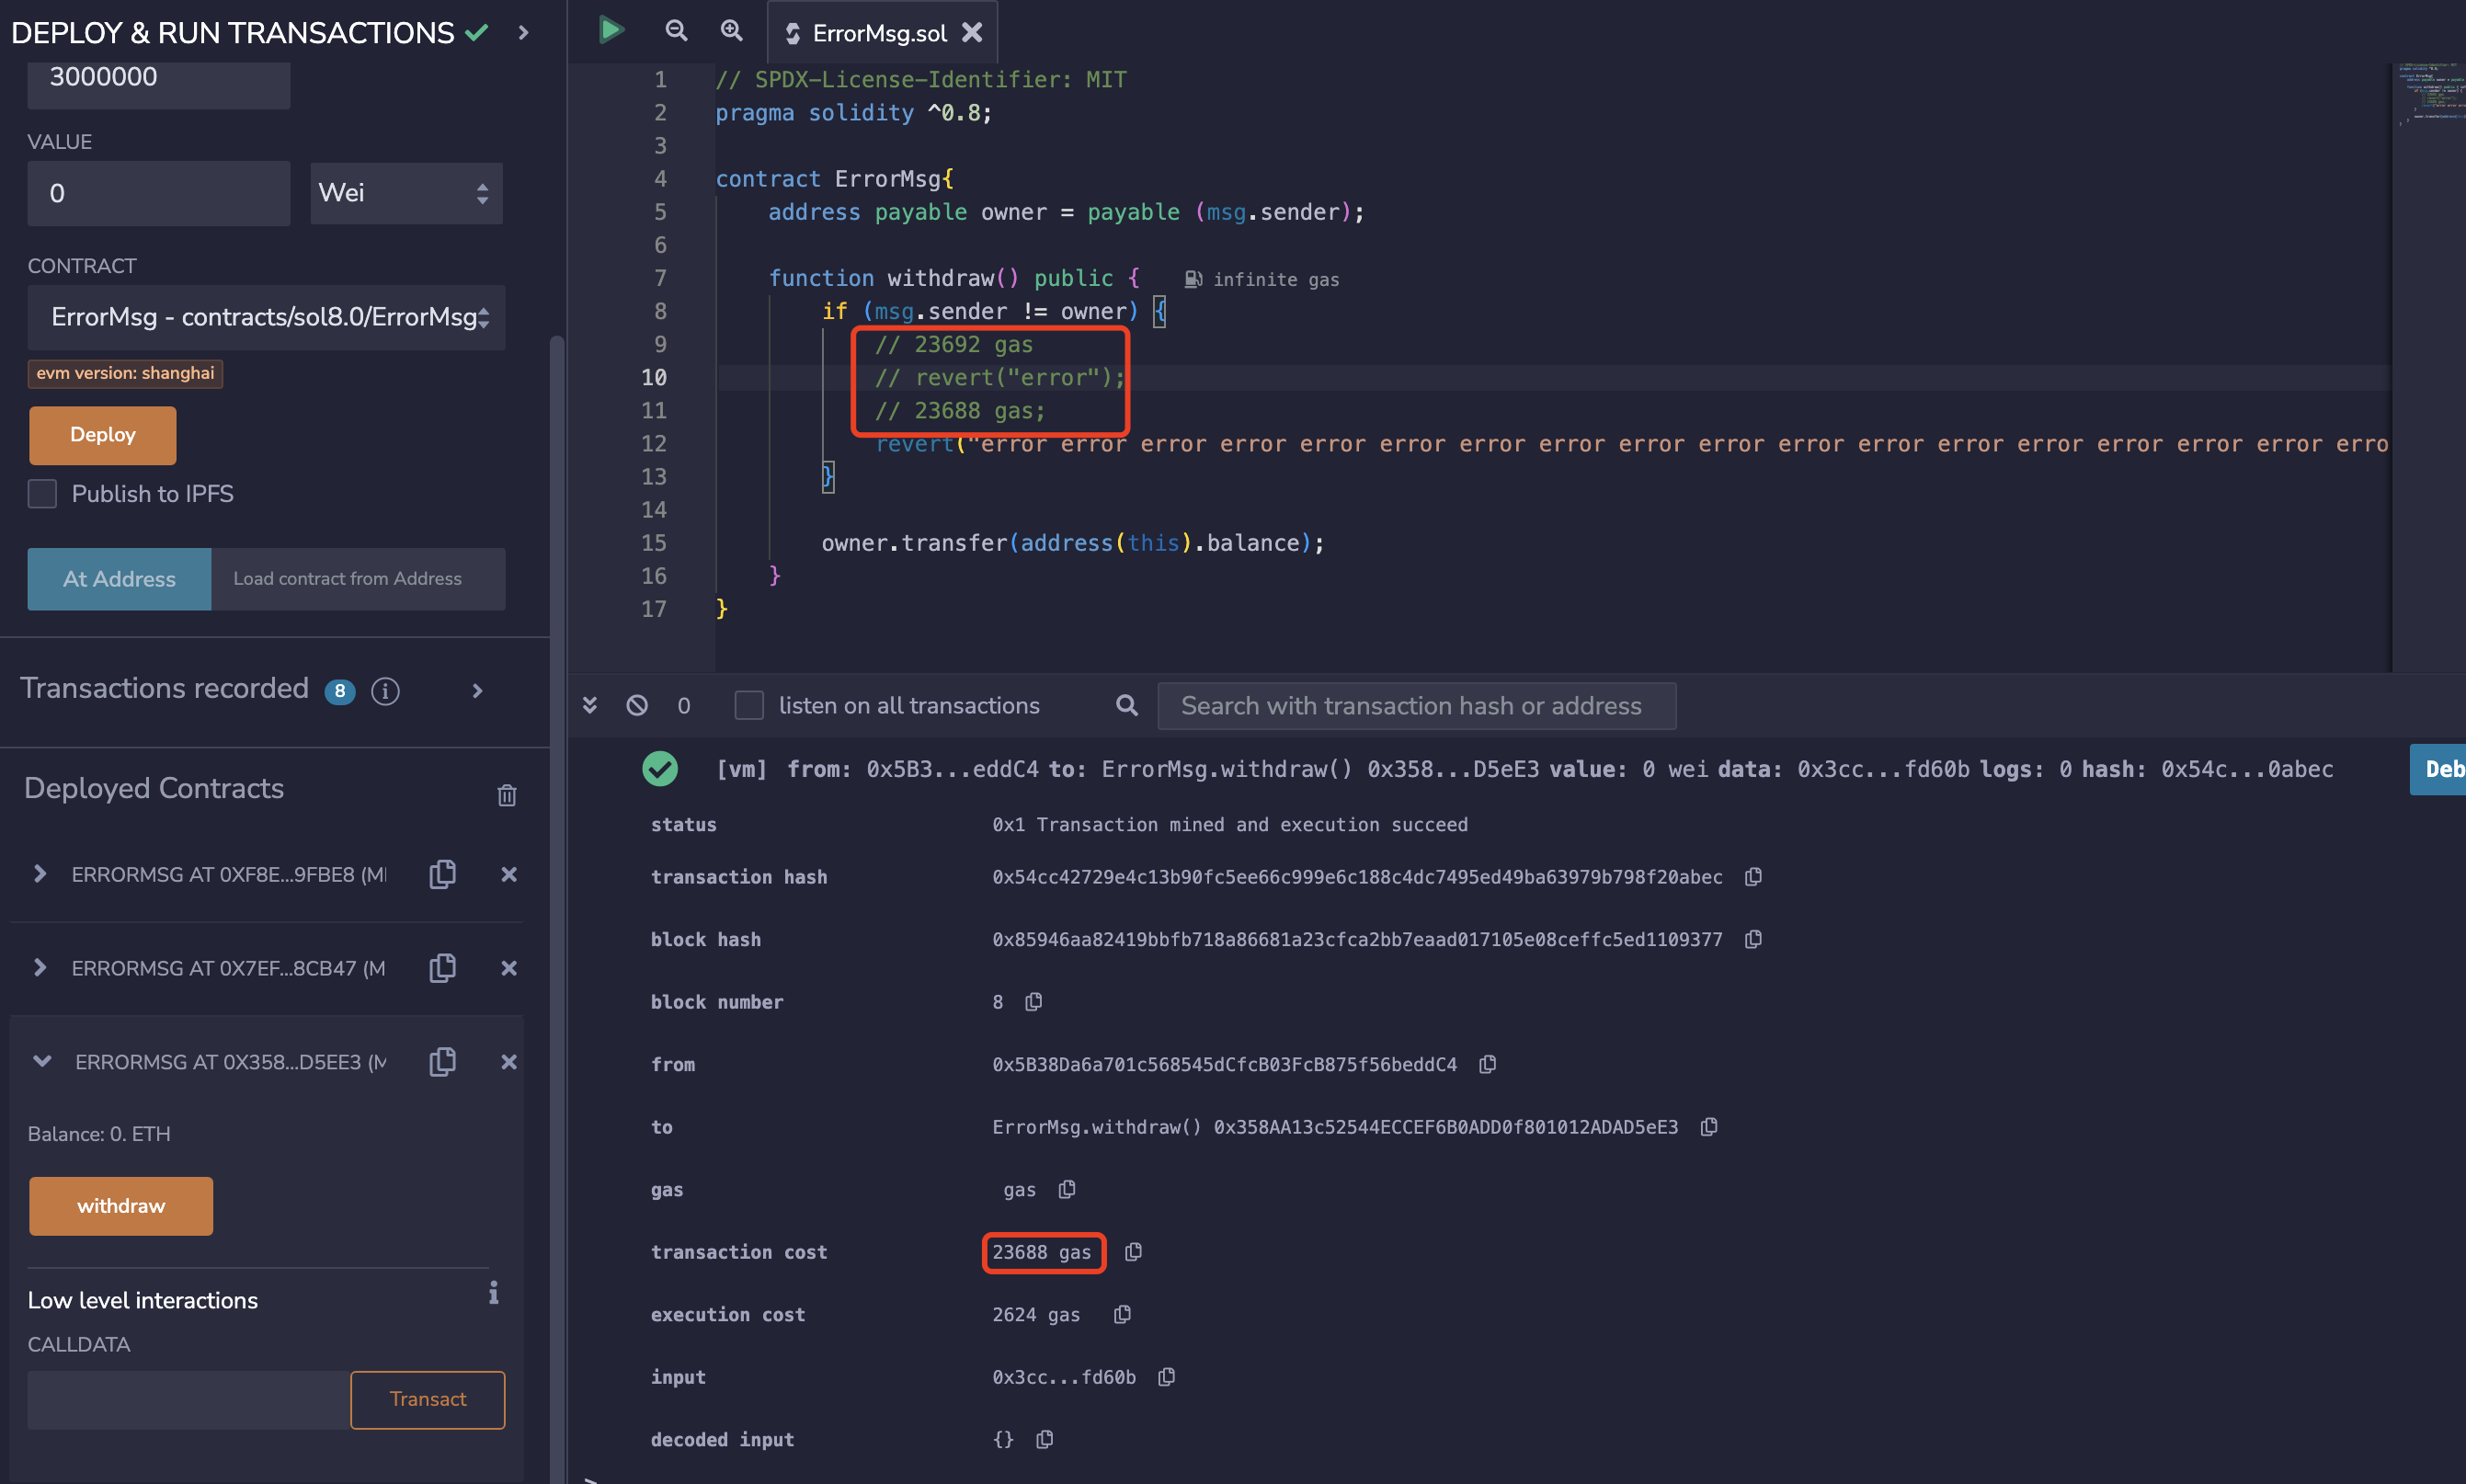 DEPLOY & RUN TRANSACTIONS
3000000
VALUE
0
Wei
CONTRACT
ErrorMsg - contracts/sol8.0/ErrorMsg
evm version: shanghai
Deploy
Publish to IPFS
At Address
Load contract from Address
Transactions recorded 8
Deployed Contracts
ERRORMSG AT 0XF8E...9FBE8 (MI
ERRORMSG AT 0X7EF...8CB47 (M
ERRORMSG AT 0X358...D5EE3 (M
Balance: 0. ETH
withdraw
Low level interactions
CALLDATA
Transact
ErrorMsg.sol
1 // SPDX-License-Identifier: MIT
2 pragma solidity ^0.8;
3
4 contract ErrorMsg{
5 address payable owner = payable (msg.sender);
6
7 function withdraw() public { infinite gas
8 if (msg.sender != owner) {
9 // 23692 gas
10 // revert("error");
11 // 23688 gas;
12 revert("error error error error error error error error error error error error error error error error error erro
13 }
14
15 owner.transfer(address(this).balance);
16 }
17 }
0
listen on all transactions
Search with transaction hash or address
[vm] from: 0x5B3...eddC4 to: ErrorMsg.withdraw() 0x358...D5eE3 value: 0 wei data: 0x3cc...fd60b logs: 0 hash: 0x54c...0abec
Deb
status 0x1 Transaction mined and execution succeed
transaction hash 0x54cc42729e4c13b90fc5ee66c999e6c188c4dc7495ed49ba63979b798f20abec
block hash 0x85946aa82419bbfb718a86681a23cfca2bb7eaad017105e08ceffc5ed1109377
block number 8
from 0x5B38Da6a701c568545dCfcB03FcB875f56beddC4
to ErrorMsg.withdraw() 0x358AA13c52544ECCEF6B0ADD0f801012ADAD5eE3
gas gas
transaction cost 23688 gas
execution cost 2624 gas
input 0x3cc...fd60b
decoded input {}
>